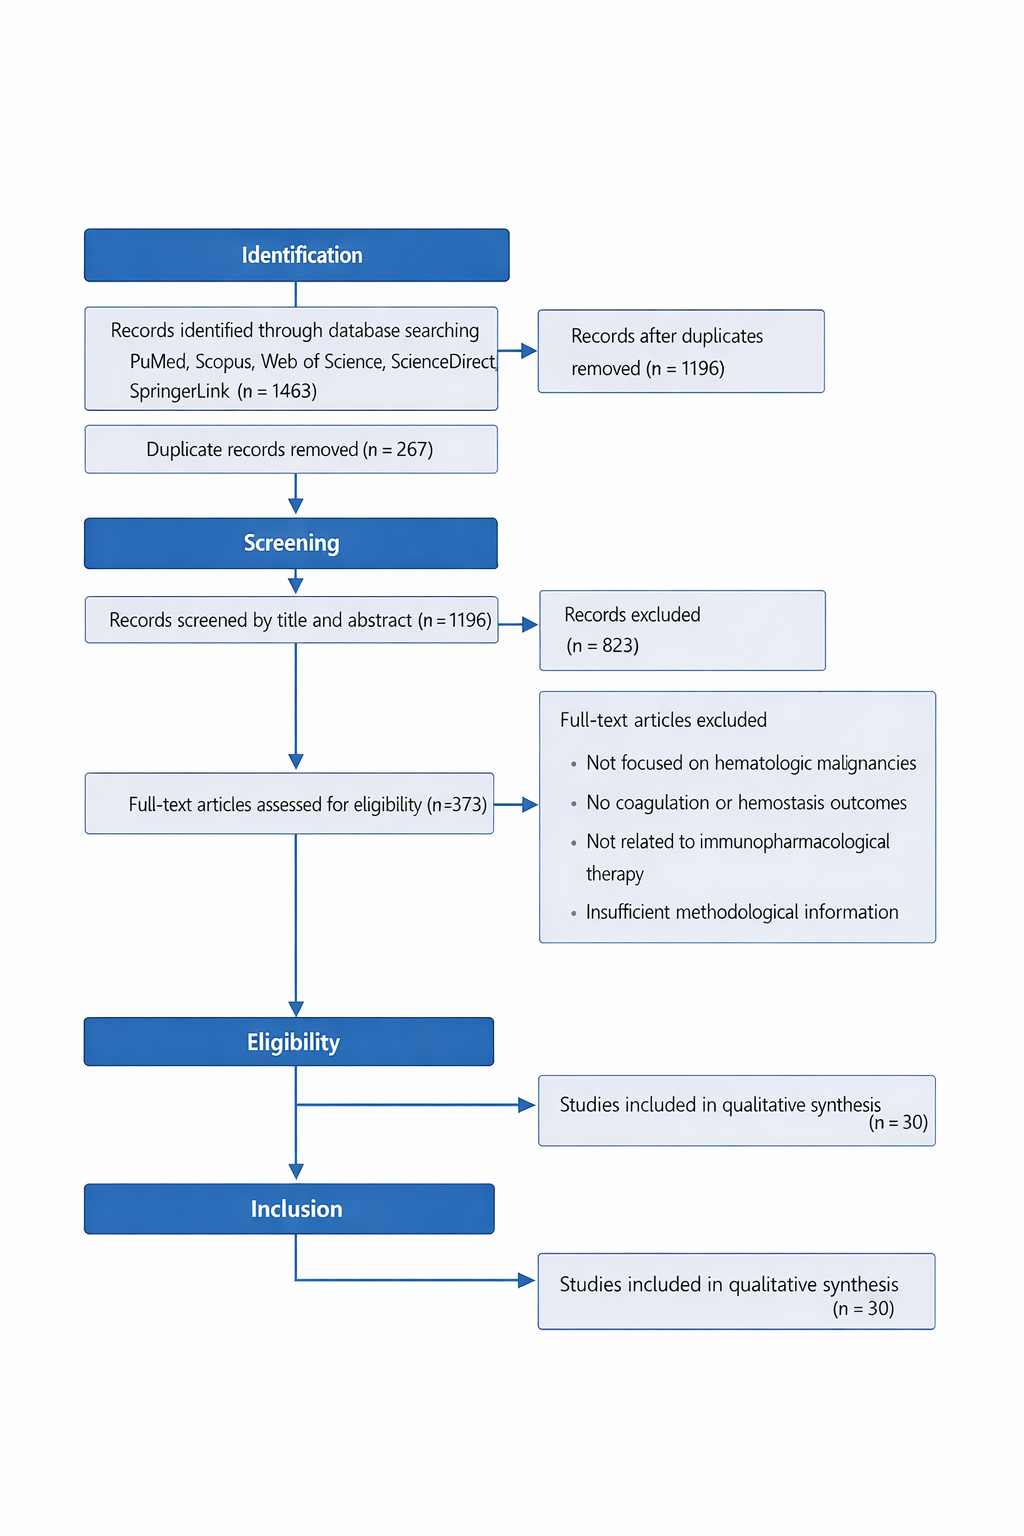 Identification
Records identified through database searching
PuMed, Scopus, Web of Science, ScienceDirect,
SpringerLink (n = 1463)
Records after duplicates
removed (n = 1196)
Duplicate records removed (n = 267)
Screening
Records screened by title and abstract (n = 1196)
Records excluded
(n = 823)
Full-text articles excluded
• Not focused on hematologic malignancies
• No coagulation or hemostasis outcomes
• Not related to immunopharmacological
therapy
• Insufficient methodological information
Full-text articles assessed for eligibility (n=373)
Eligibility
Studies included in qualitative synthesis
(n = 30)
Inclusion
Studies included in qualitative synthesis
(n = 30)